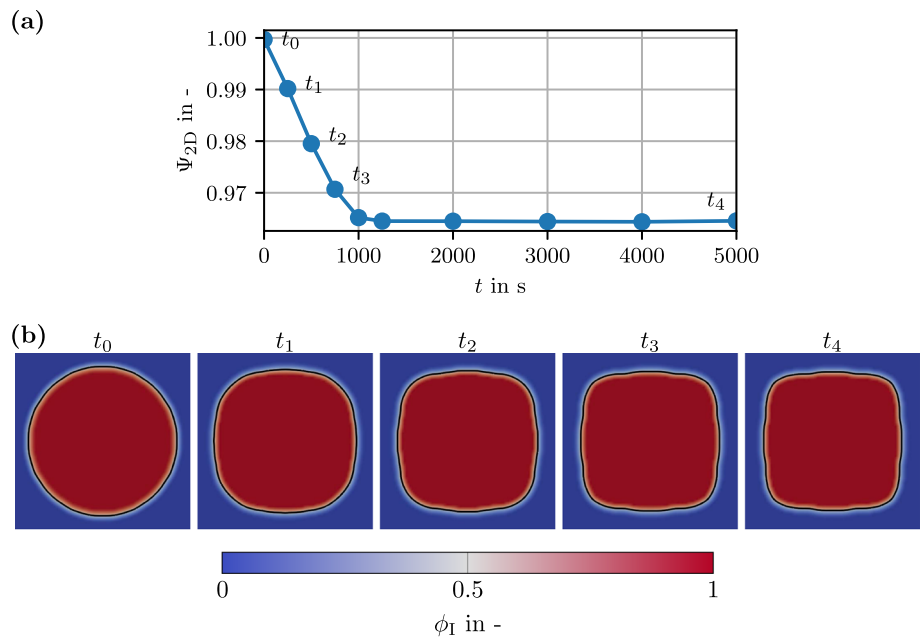 (a)
1.00
t₀
0.99
t₁
0.98
t₂
0.97
t₃
t₄
Ψ₂D in -
0 1000 2000 3000 4000 5000
t in s
(b)
t₀ t₁ t₂ t₃ t₄
0 0.5 1
ϕI in -